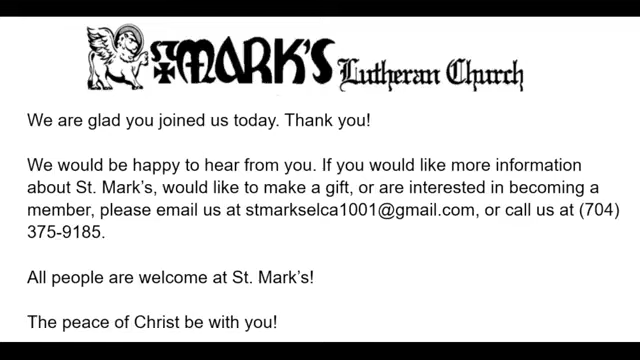 ST MARK'S Lutheran Church
We are glad you joined us today. Thank you!
We would be happy to hear from you. If you would like more information
about St. Mark's, would like to make a gift, or are interested in becoming a
member, please email us at stmarkselca1001@gmail.com, or call us at (704)
375-9185.
All people are welcome at St. Mark's!
The peace of Christ be with you!